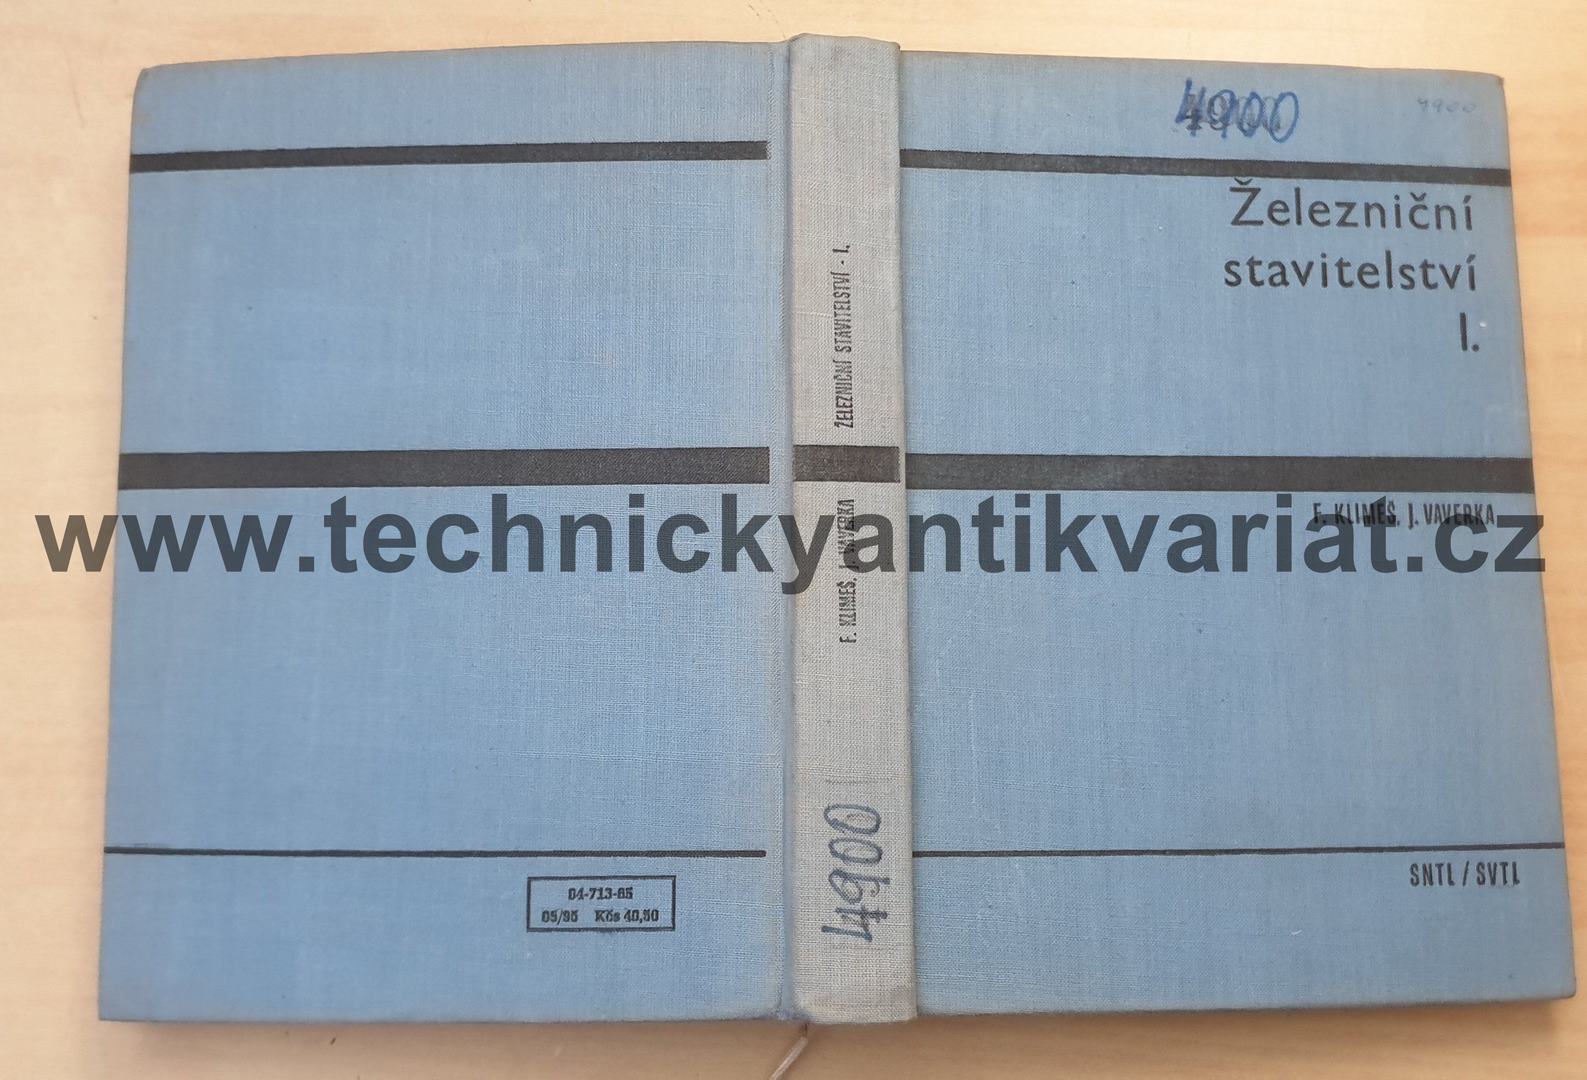 4900
4900
Železniční
stavitelství
I.
F. KLIMEŠ, J. VAVERKA
SNTL / SVTL
ŽELEZNIČNÍ STAVITELSTVÍ - I.
F. KLIMEŠ, J. VAVERKA
4900
04-713-65
05/95 Kčs 40,50
www.technickyantikvariat.cz